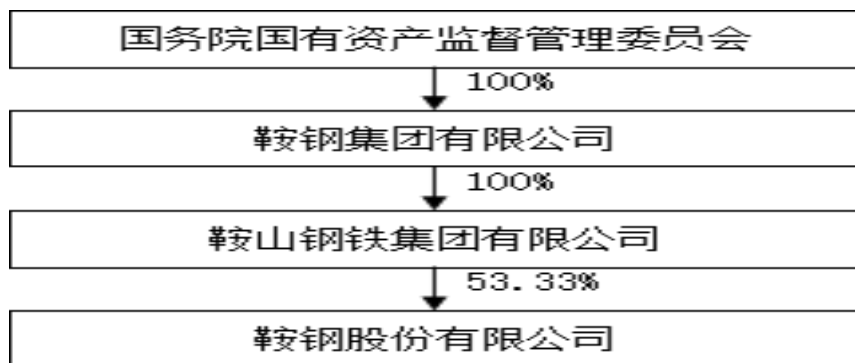 国务院国有资产监督管理委员会
100%
鞍钢集团有限公司
100%
鞍山钢铁集团有限公司
53.33%
鞍钢股份有限公司